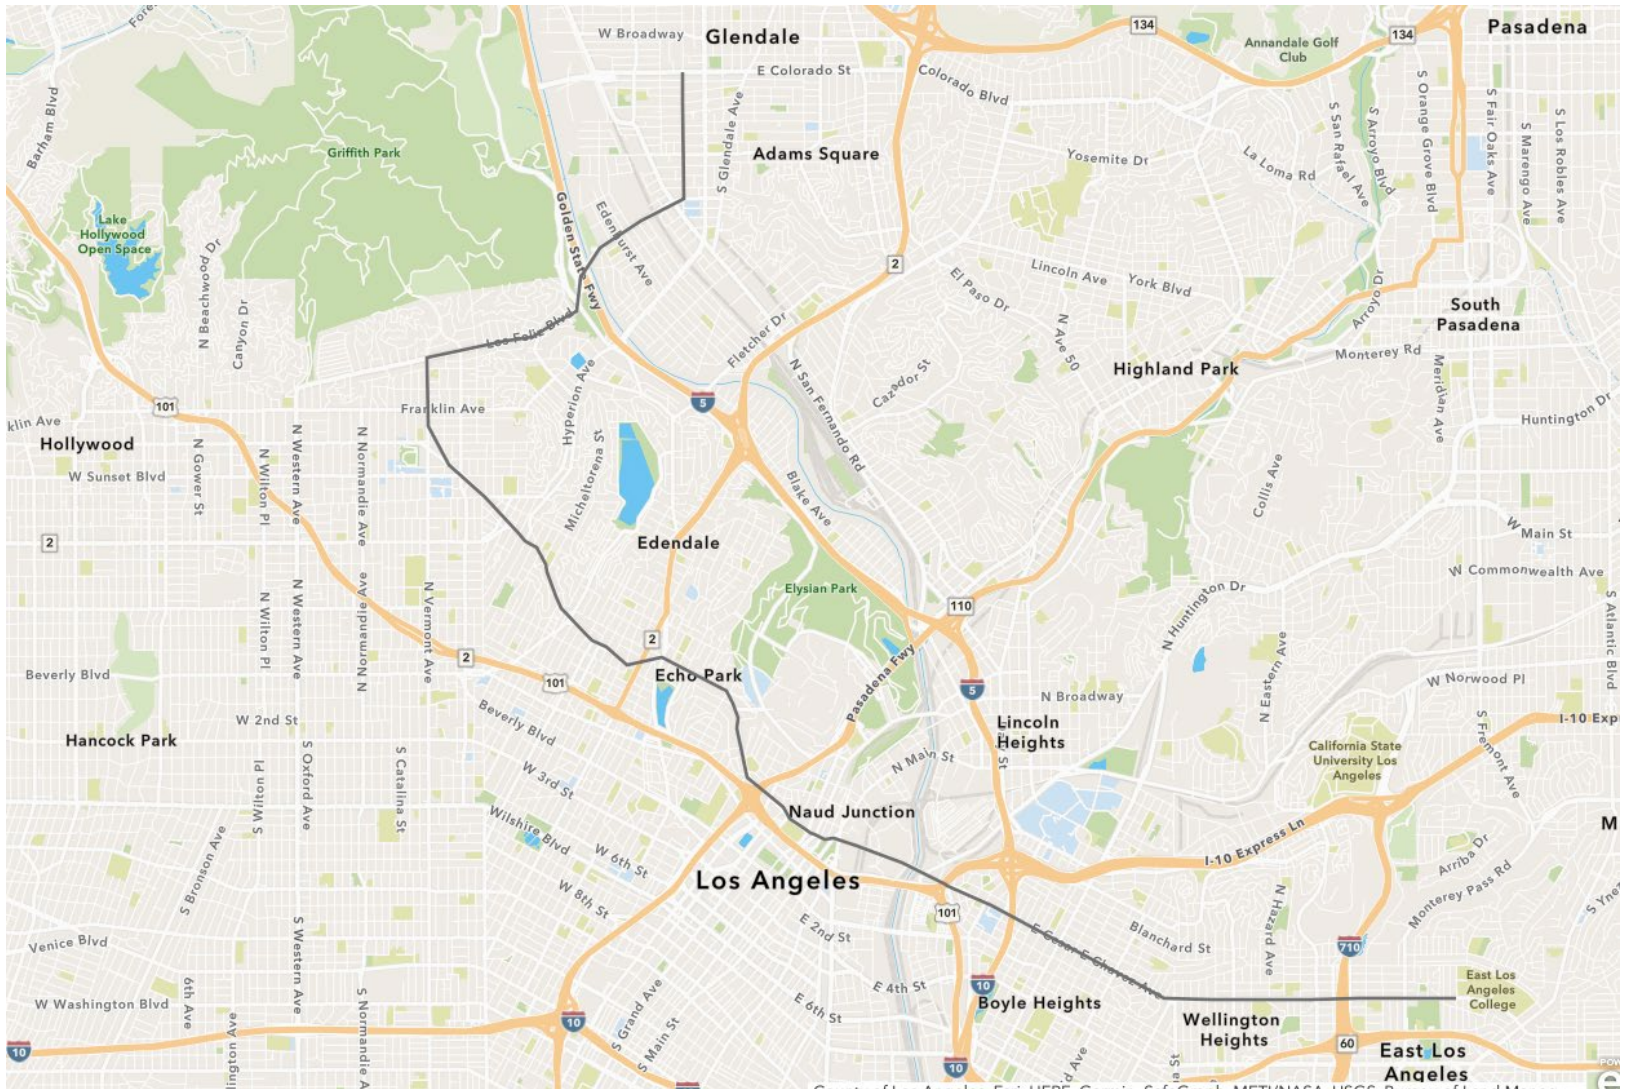 W Broadway
Glendale
134
Annandale Golf
Club
134
Pasadena
E Colorado St
Colorado Blvd
Barham Blvd
Griffith Park
S Glendale Ave
Adams Square
Yosemite Dr
La Loma Rd
S San Rafael Ave
S Arroyo Blvd
S Orange Grove Blvd
S Fair Oaks Ave
S Marengo Ave
S Los Robles Ave
Lake
Hollywood
Open Space
N Beachwood Dr
Canyon Dr
Golden State Fwy
Edenhurst Ave
2
El Paso Dr
Lincoln Ave
York Blvd
Arroyo Dr
South
Pasadena
Los Feliz Blvd
Fletcher Dr
N Ave 50
Monterey Rd
Meridian Ave
Hyperion Ave
N San Fernando Rd
Cazador St
Highland Park
101
Franklin Ave
5
Huntington Dr
klin Ave
Hollywood
N Gower St
N Wilton Pl
N Western Ave
N Normandie Ave
Micheltorena St
W Sunset Blvd
Blake Ave
Collis Ave
2
Edendale
W Main St
W Commonwealth Ave
Elysian Park
110
N Huntington Dr
S Atlantic Blvd
N Wilton Pl
N Western Ave
N Normandie Ave
N Vermont Ave
2
2
Beverly Blvd
101
Echo Park
Pasadena Fwy
5
N Broadway
N Eastern Ave
W Norwood Pl
W 2nd St
Beverly Blvd
Lincoln
Heights
I-10 Exp
Hancock Park
S Wilton Pl
S Oxford Ave
S Catalina St
W 3rd St
N Main St
St
California State
University Los
Angeles
S Fremont Ave
Naud Junction
Wilshire Blvd
W 6th St
I-10 Express Ln
M
S Bronson Ave
Los Angeles
W 8th St
Arriba Dr
Monterey Pass Rd
S Ynez
101
E 2nd St
E Cesar E Chavez Ave
Blanchard St
N Hazard Ave
710
Venice Blvd
S Western Ave
W Washington Blvd
6th Ave
S Normandie A
S Grand Ave
S Main St
E 4th St
E 6th St
10
Boyle Heights
East Los
Angeles
College
Wellington
Heights
10
10
10
60
East Los
Angeles
llington Ave